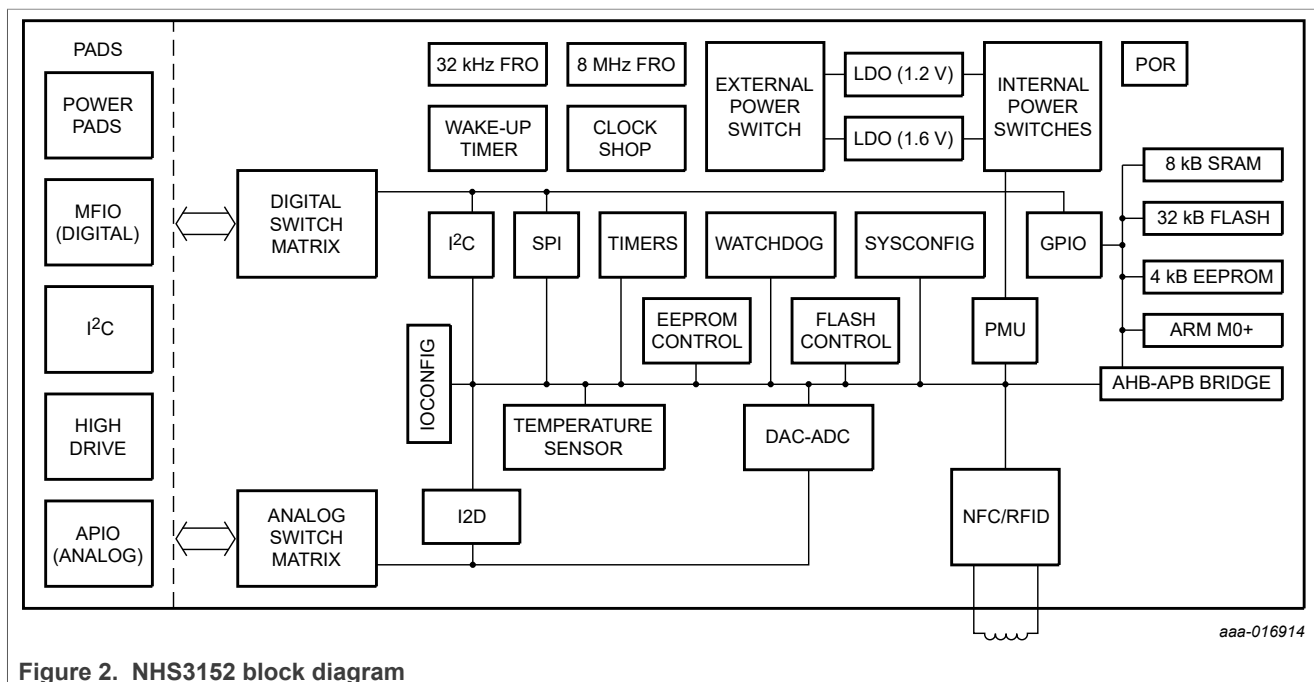 PADS
POWER
PADS
MFIO
(DIGITAL)
I²C
HIGH
DRIVE
APIO
(ANALOG)
32 kHz FRO
8 MHz FRO
WAKE-UP
TIMER
CLOCK
SHOP
EXTERNAL
POWER
SWITCH
LDO (1.2 V)
LDO (1.6 V)
INTERNAL
POWER
SWITCHES
POR
DIGITAL
SWITCH
MATRIX
I²C
SPI
TIMERS
WATCHDOG
SYSCONFIG
GPIO
8 kB SRAM
32 kB FLASH
4 kB EEPROM
ARM M0+
AHB-APB BRIDGE
IOCONFIG
EEPROM
CONTROL
FLASH
CONTROL
PMU
TEMPERATURE
SENSOR
DAC-ADC
ANALOG
SWITCH
MATRIX
I2D
NFC/RFID
aaa-016914
Figure 2. NHS3152 block diagram